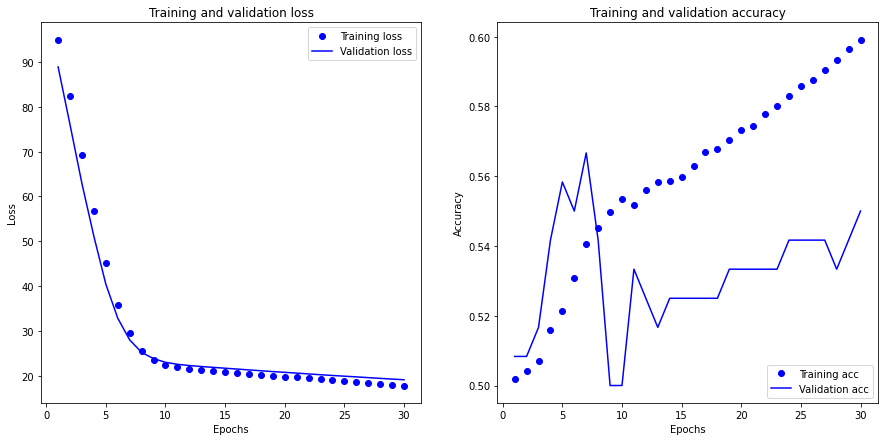 Training and validation loss
Training loss
Validation loss
90
80
70
60
50
40
30
20
Loss
0
5
10
15
20
25
30
Epochs
Training and validation accuracy
0.60
0.58
0.56
0.54
0.52
0.50
Accuracy
Training acc
Validation acc
0
5
10
15
20
25
30
Epochs